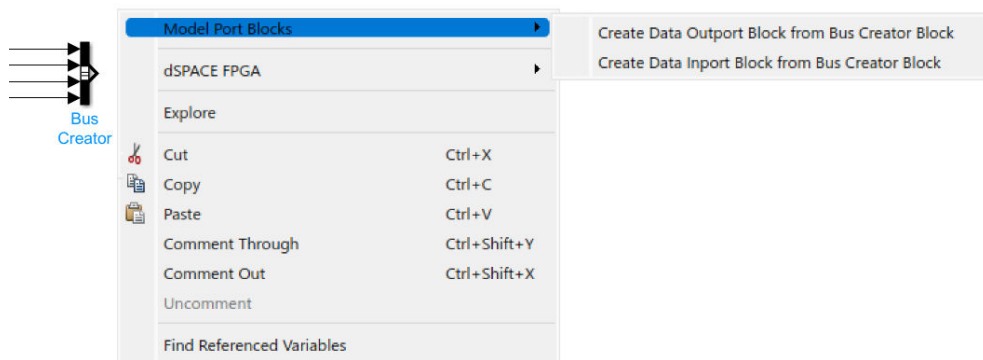 Model Port Blocks
Create Data Outport Block from Bus Creator Block
Create Data Inport Block from Bus Creator Block
dSPACE FPGA
Explore
Bus
Creator
Cut Ctrl+X
Copy Ctrl+C
Paste Ctrl+V
Comment Through Ctrl+Shift+Y
Comment Out Ctrl+Shift+X
Uncomment
Find Referenced Variables